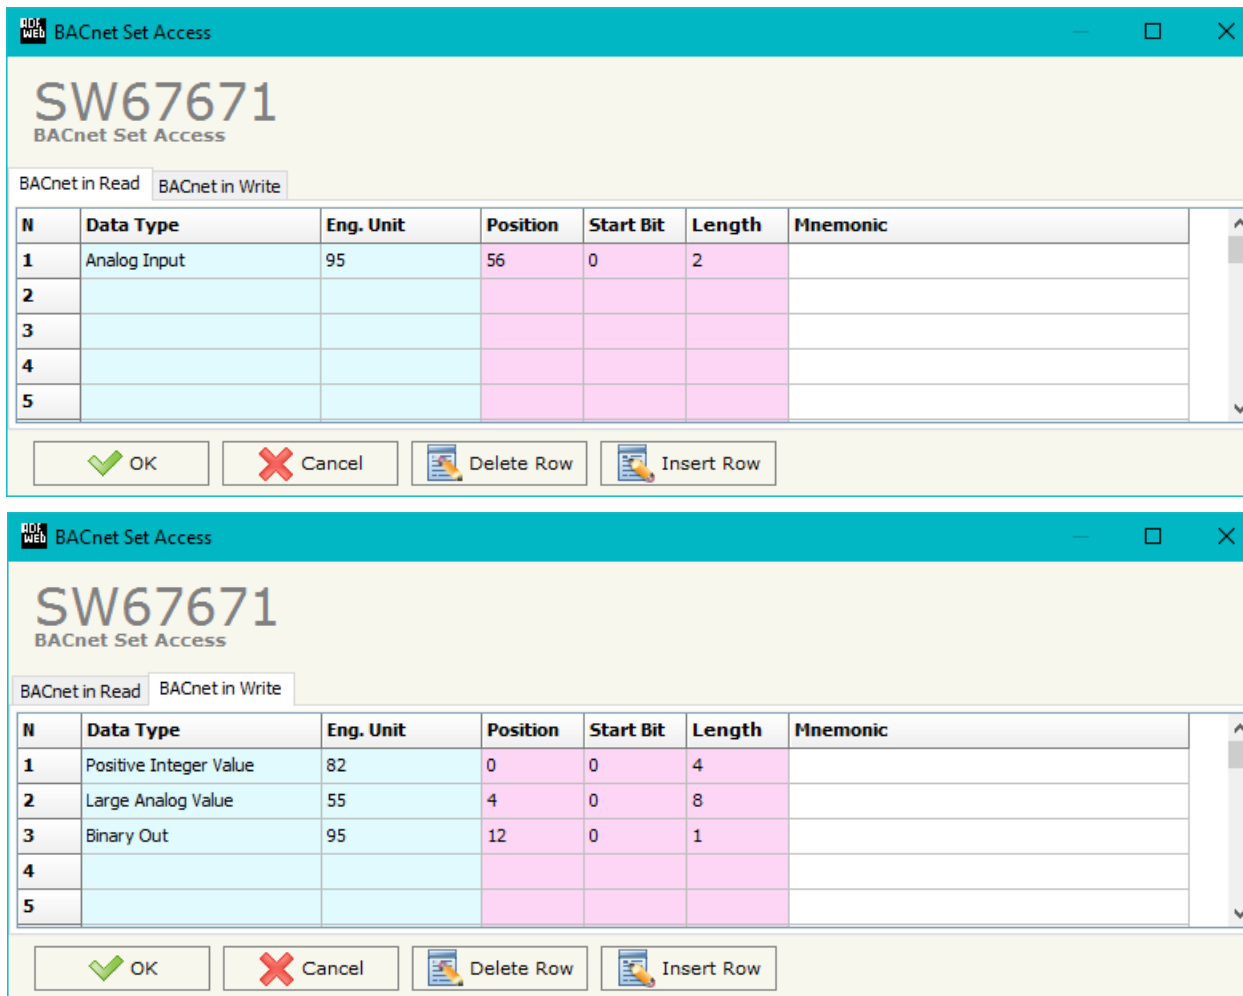 ADF WEB BACnet Set Access
SW67671
BACnet Set Access
BACnet in Read BACnet in Write
N Data Type Eng. Unit Position Start Bit Length Mnemonic
1 Analog Input 95 56 0 2
2
3
4
5
OK Cancel Delete Row Insert Row
ADF WEB BACnet Set Access
SW67671
BACnet Set Access
BACnet in Read BACnet in Write
N Data Type Eng. Unit Position Start Bit Length Mnemonic
1 Positive Integer Value 82 0 0 4
2 Large Analog Value 55 4 0 8
3 Binary Out 95 12 0 1
4
5
OK Cancel Delete Row Insert Row